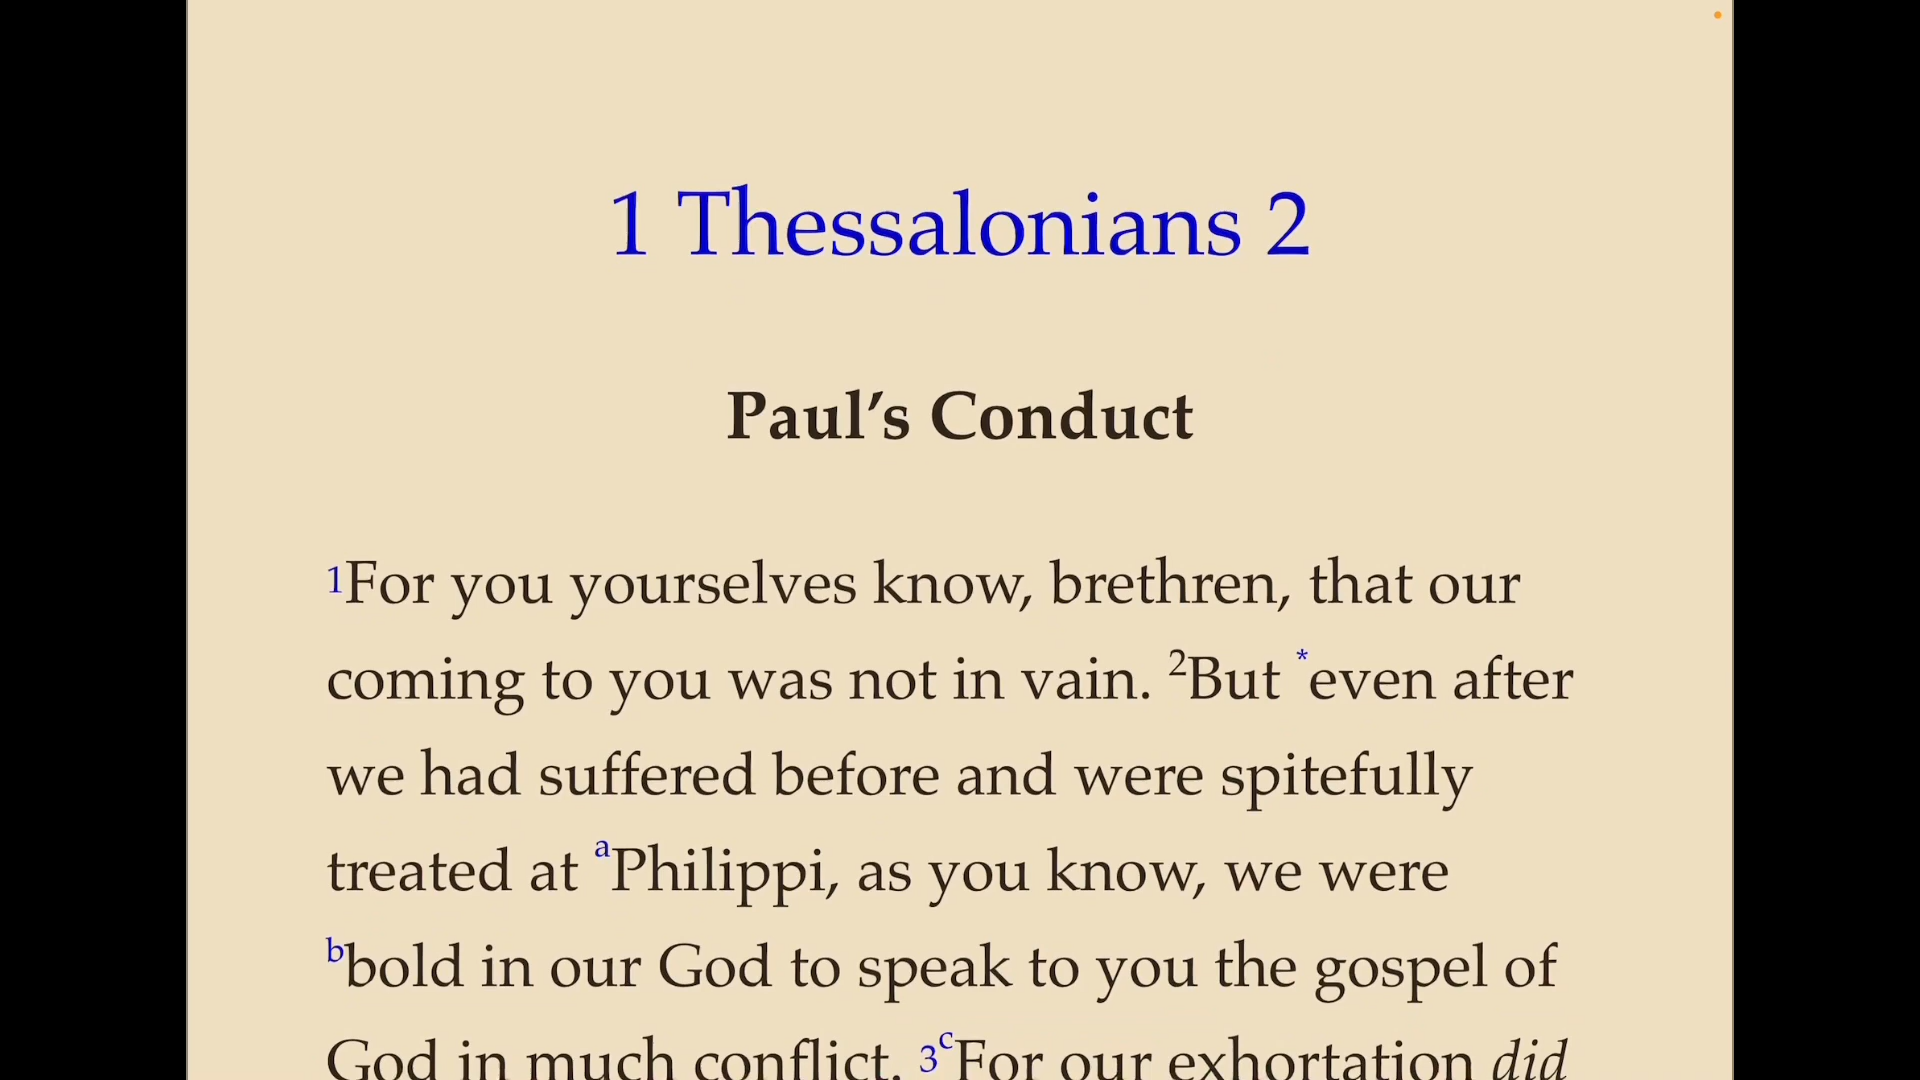 1 Thessalonians 2
Paul’s Conduct
1For you yourselves know, brethren, that our
coming to you was not in vain. 2But *even after
we had suffered before and were spitefully
treated at aPhilippi, as you know, we were
bbold in our God to speak to you the gospel of
God in much conflict. 3cFor our exhortation did